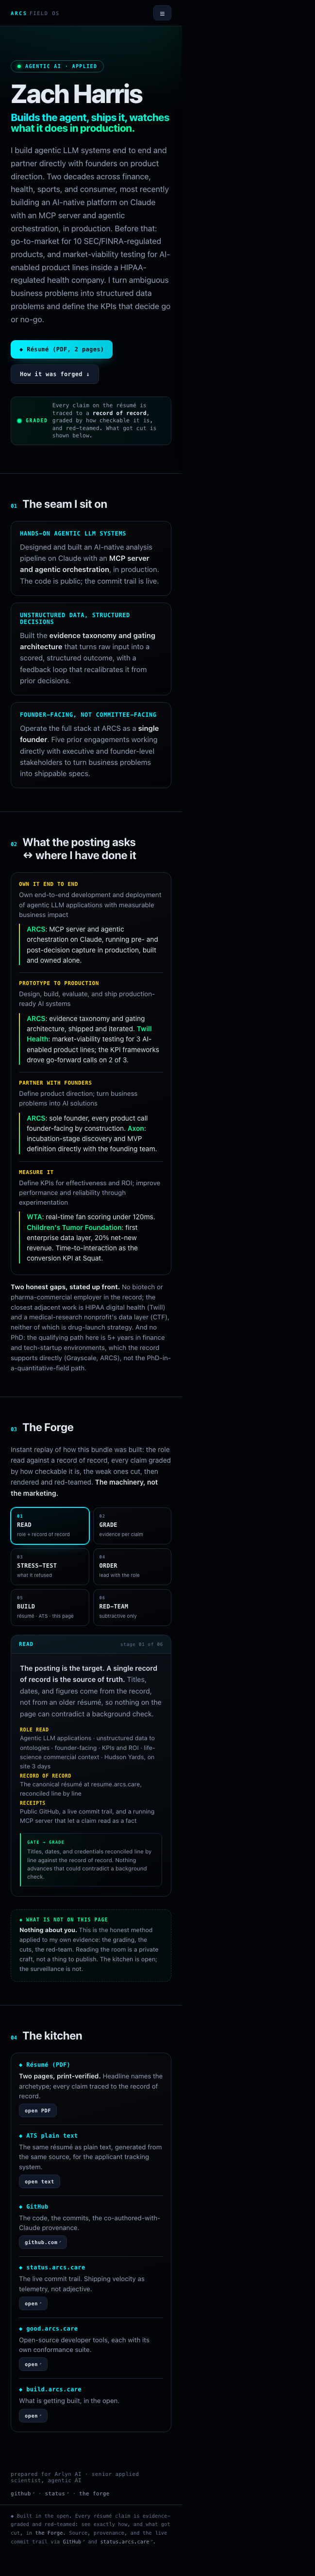 ARCS FIELD OS
≡
AGENTIC AI · APPLIED
Zach Harris
Builds the agent, ships it, watches
what it does in production.
I build agentic LLM systems end to end and
partner directly with founders on product
direction. Two decades across finance,
health, sports, and consumer, most recently
building an AI-native platform on Claude
with an MCP server and agentic
orchestration, in production. Before that:
go-to-market for 10 SEC/FINRA-regulated
products, and market-viability testing for AI-
enabled product lines inside a HIPAA-
regulated health company. I turn ambiguous
business problems into structured data
problems and define the KPIs that decide go
or no-go.
◆ Résumé (PDF, 2 pages)
How it was forged ↓
GRADED
Every claim on the résumé is
traced to a record of record,
graded by how checkable it is,
and red-teamed. What got cut is
shown below.
01 The seam I sit on
HANDS-ON AGENTIC LLM SYSTEMS
Designed and built an AI-native analysis
pipeline on Claude with an MCP server
and agentic orchestration, in production.
The code is public; the commit trail is live.
UNSTRUCTURED DATA, STRUCTURED
DECISIONS
Built the evidence taxonomy and gating
architecture that turns raw input into a
scored, structured outcome, with a
feedback loop that recalibrates it from
prior decisions.
FOUNDER-FACING, NOT COMMITTEE-FACING
Operate the full stack at ARCS as a single
founder. Five prior engagements working
directly with executive and founder-level
stakeholders to turn business problems
into shippable specs.
02 What the posting asks
↔ where I have done it
OWN IT END TO END
Own end-to-end development and deployment
of agentic LLM applications with measurable
business impact
ARCS: MCP server and agentic
orchestration on Claude, running pre- and
post-decision capture in production, built
and owned alone.
PROTOTYPE TO PRODUCTION
Design, build, evaluate, and ship production-
ready AI systems
ARCS: evidence taxonomy and gating
architecture, shipped and iterated. Twill
Health: market-viability testing for 3 AI-
enabled product lines; the KPI frameworks
drove go-forward calls on 2 of 3.
PARTNER WITH FOUNDERS
Define product direction; turn business
problems into AI solutions
ARCS: sole founder, every product call
founder-facing by construction. Axon:
incubation-stage discovery and MVP
definition directly with the founding team.
MEASURE IT
Define KPIs for effectiveness and ROI; improve
performance and reliability through
experimentation
WTA: real-time fan scoring under 120ms.
Children's Tumor Foundation: first
enterprise data layer, 20% net-new
revenue. Time-to-interaction as the
conversion KPI at Squat.
Two honest gaps, stated up front. No biotech or
pharma-commercial employer in the record; the
closest adjacent work is HIPAA digital health (Twill)
and a medical-research nonprofit's data layer (CTF),
neither of which is drug-launch strategy. And no
PhD: the qualifying path here is 5+ years in finance
and tech-startup environments, which the record
supports directly (Grayscale, ARCS), not the PhD-in-
a-quantitative-field path.
03 The Forge
Instant replay of how this bundle was built: the role
read against a record of record, every claim graded
by how checkable it is, the weak ones cut, then
rendered and red-teamed. The machinery, not
the marketing.
01
READ
role + record of record
02
GRADE
evidence per claim
03
STRESS-TEST
what it refused
04
ORDER
lead with the role
05
BUILD
résumé · ATS · this page
06
RED-TEAM
subtractive only
READ stage 01 of 06
The posting is the target. A single record
of record is the source of truth. Titles,
dates, and figures come from the record,
not from an older résumé, so nothing on the
page can contradict a background check.
ROLE READ
Agentic LLM applications · unstructured data to
ontologies · founder-facing · KPIs and ROI · life-
science commercial context · Hudson Yards, on
site 3 days
RECORD OF RECORD
The canonical résumé at resume.arcs.care,
reconciled line by line
RECEIPTS
Public GitHub, a live commit trail, and a running
MCP server that let a claim read as a fact
GATE → GRADE
Titles, dates, and credentials reconciled line by
line against the record of record. Nothing
advances that could contradict a background
check.
◆ WHAT IS NOT ON THIS PAGE
Nothing about you. This is the honest method
applied to my own evidence: the grading, the
cuts, the red-team. Reading the room is a private
craft, not a thing to publish. The kitchen is open;
the surveillance is not.
04 The kitchen
◆ Résumé (PDF)
Two pages, print-verified. Headline names the
archetype; every claim traced to the record of
record.
open PDF
◆ ATS plain text
The same résumé as plain text, generated from
the same source, for the applicant tracking
system.
open text
◆ GitHub
The code, the commits, the co-authored-with-
Claude provenance.
github.com
◆ status.arcs.care
The live commit trail. Shipping velocity as
telemetry, not adjective.
open
◆ good.arcs.care
Open-source developer tools, each with its
own conformance suite.
open
◆ build.arcs.care
What is getting built, in the open.
open
prepared for Arlyn AI · senior applied
scientist, agentic AI
github · status · the forge
◆ Built in the open. Every résumé claim is evidence-
graded and red-teamed: see exactly how, and what got
cut, in the forge. Source, provenance, and the live
commit trail via GitHub and status.arcs.care.